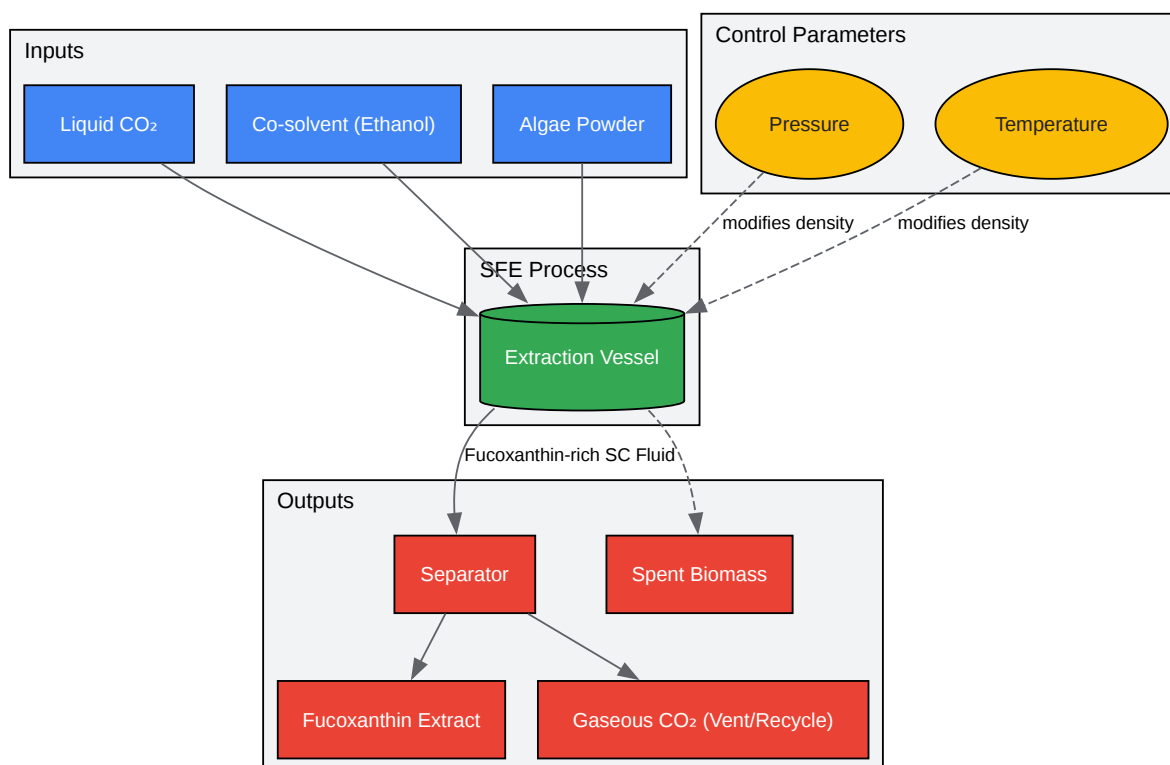 Inputs
Control Parameters
Liquid CO₂
Co-solvent (Ethanol)
Algae Powder
Pressure
Temperature
modifies density
modifies density
SFE Process
Extraction Vessel
Fucoxanthin-rich SC Fluid
Outputs
Separator
Spent Biomass
Fucoxanthin Extract
Gaseous CO₂ (Vent/Recycle)